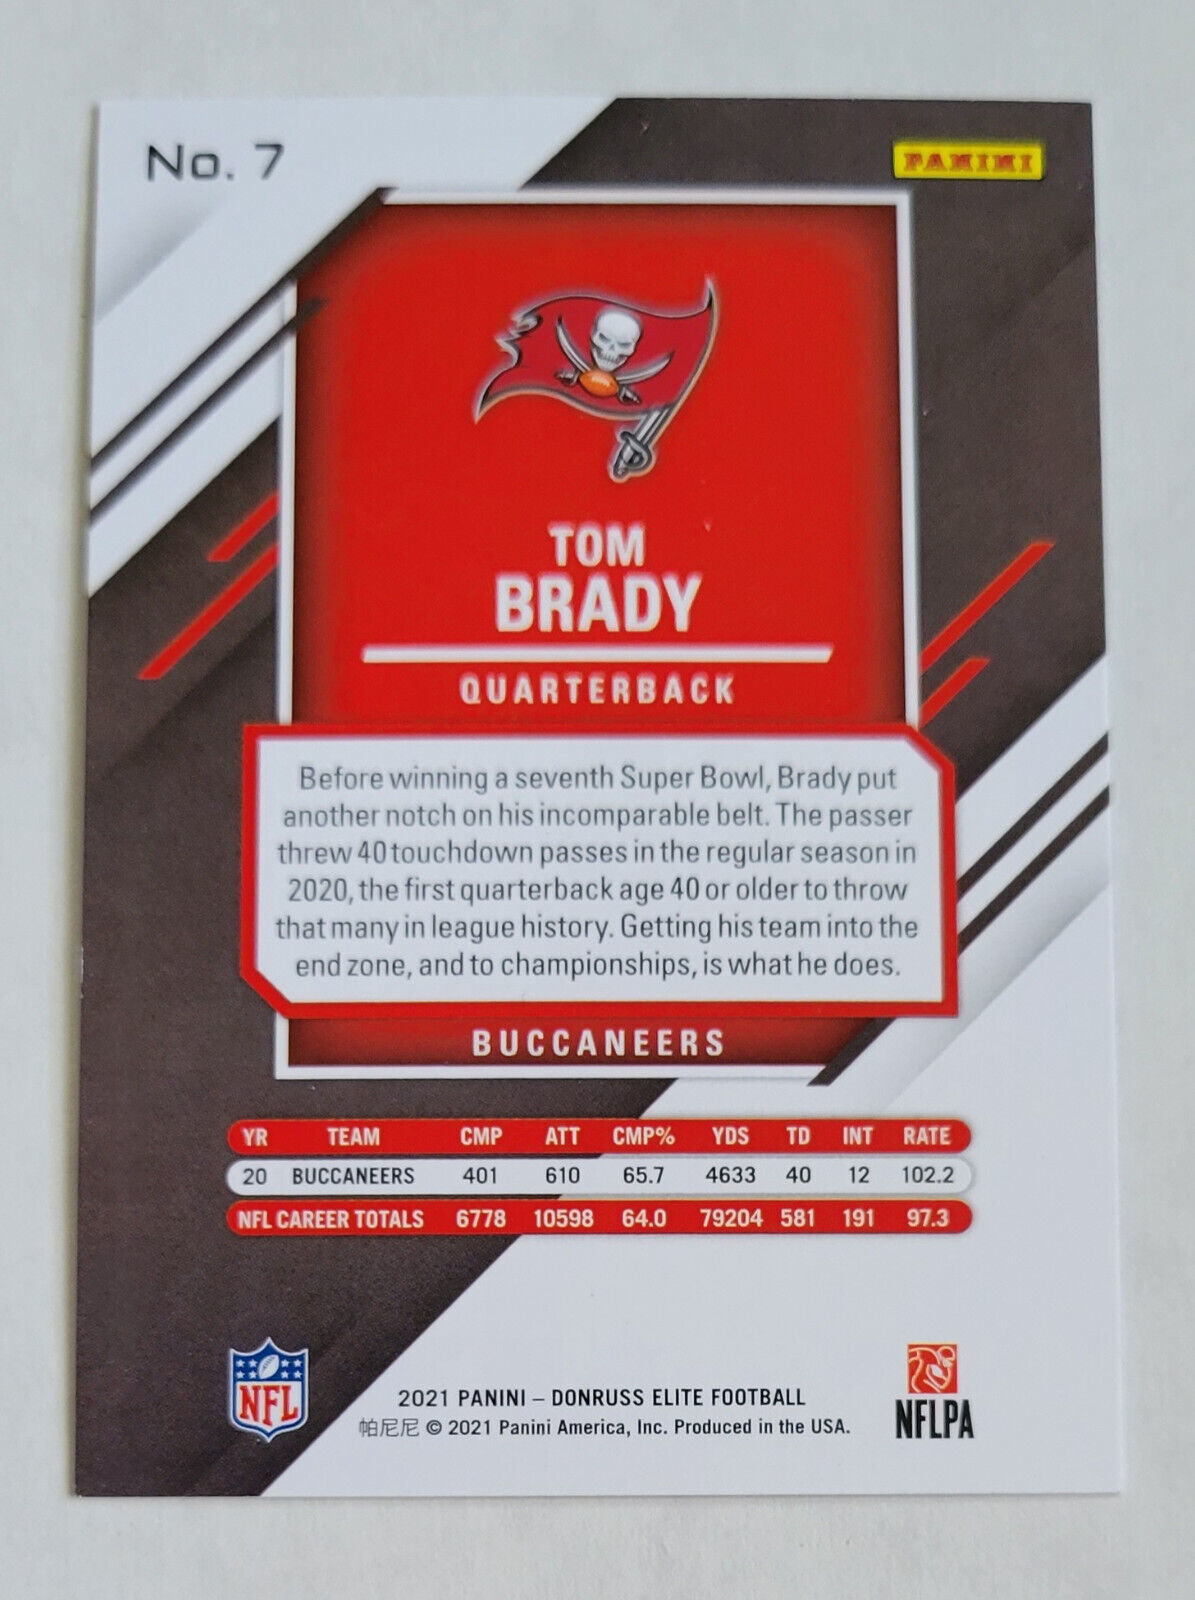 No. 7
PANINI
TOM
BRADY
QUARTERBACK
Before winning a seventh Super Bowl, Brady put
another notch on his incomparable belt. The passer
threw 40 touchdown passes in the regular season in
2020, the first quarterback age 40 or older to throw
that many in league history. Getting his team into the
end zone, and to championships, is what he does.
BUCCANEERS
YR TEAM CMP ATT CMP% YDS TD INT RATE
20 BUCCANEERS 401 610 65.7 4633 40 12 102.2
NFL CAREER TOTALS 6778 10598 64.0 79204 581 191 97.3
NFL
2021 PANINI – DONRUSS ELITE FOOTBALL
帕尼尼 © 2021 Panini America, Inc. Produced in the USA.
NFLPA